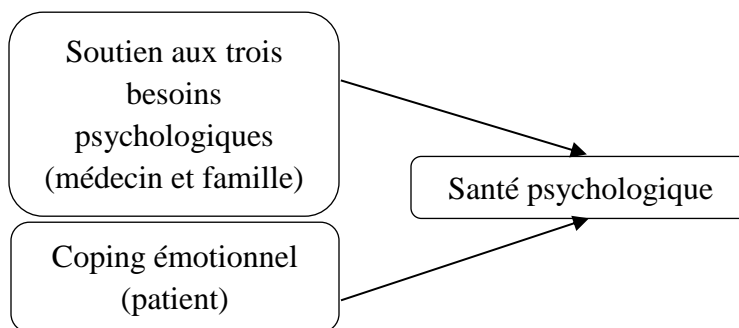 Soutien aux trois
besoins
psychologiques
(médecin et famille)
Santé psychologique
Coping émotionnel
(patient)